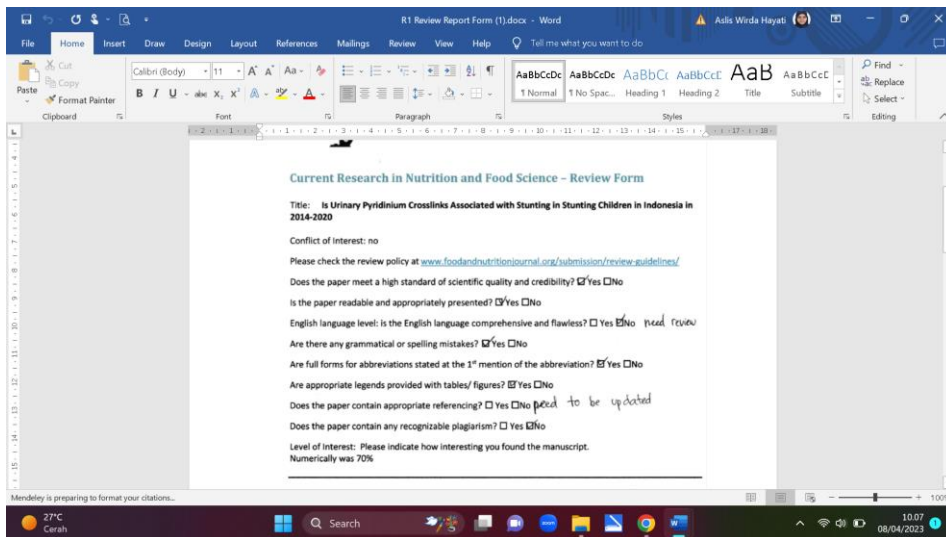 R1 Review Report Form (1).docx - Word
Aslis Wirda Hayati
File Home Insert Draw Design Layout References Mailings Review View Help Tell me what you want to do
Paste
Cut
Copy
Format Painter
Clipboard
Calibri (Body) 11
Font
Paragraph
AaBbCcDc AaBbCcDc AaBbCc AaBbCcE AaB AaBbCcE
¶ Normal ¶ No Spac... Heading 1 Heading 2 Title Subtitle
Styles
Find
Replace
Select
Editing
Current Research in Nutrition and Food Science – Review Form
Title: Is Urinary Pyridinium Crosslinks Associated with Stunting in Stunting Children in Indonesia in
2014-2020
Conflict of Interest: no
Please check the review policy at www.foodandnutritionjournal.org/submission/review-guidelines/
Does the paper meet a high standard of scientific quality and credibility? ☑Yes ☐No
Is the paper readable and appropriately presented? ☑Yes ☐No
English language level: is the English language comprehensive and flawless? ☐ Yes ☑No need review
Are there any grammatical or spelling mistakes? ☑Yes ☐No
Are full forms for abbreviations stated at the 1st mention of the abbreviation? ☑Yes ☐No
Are appropriate legends provided with tables/ figures? ☑Yes ☐No
Does the paper contain appropriate referencing? ☐ Yes ☐No need to be updated
Does the paper contain any recognizable plagiarism? ☐ Yes ☑No
Level of Interest: Please indicate how interesting you found the manuscript.
Numerically was 70%
Mendeley is preparing to format your citations...
100%
27°C
Cerah
Search
10.07
08/04/2023